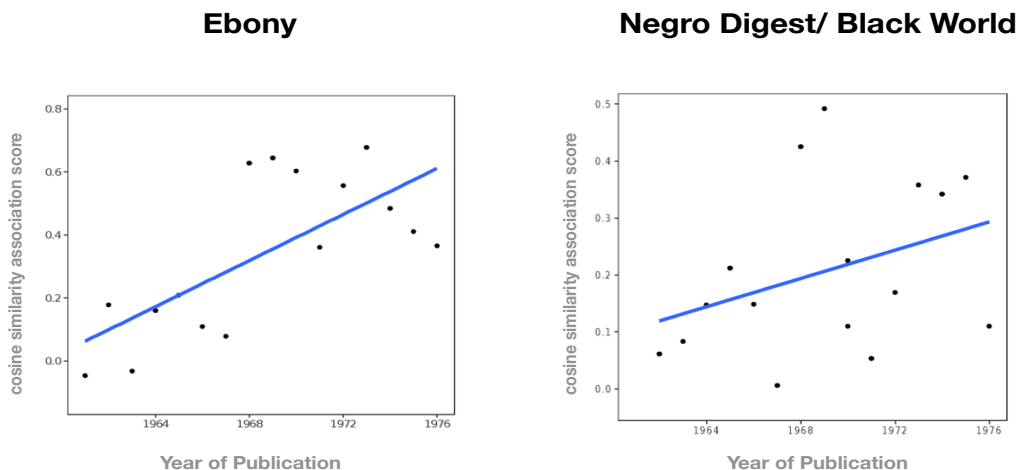 Ebony
Negro Digest/ Black World
cosine similarity association score
0.8
0.6
0.4
0.2
0.0
1964 1968 1972 1976
Year of Publication
cosine similarity association score
0.5
0.4
0.3
0.2
0.1
0.0
1964 1968 1972 1976
Year of Publication